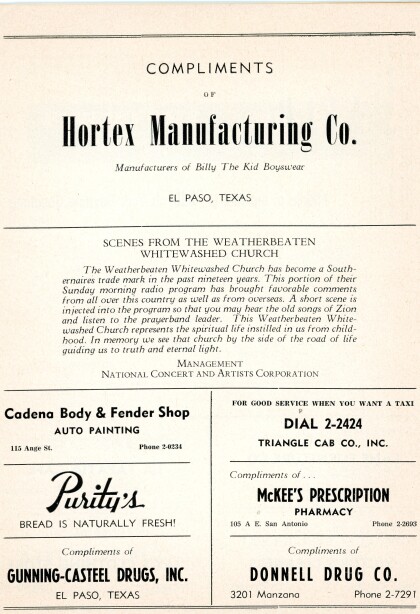 COMPLIMENTS
OF
Hortex Manufacturing Co.
Manufacturers of Billy The Kid Boyswear
EL PASO, TEXAS
SCENES FROM THE WEATHERBEATEN
WHITEWASHED CHURCH
The Weatherbeaten Whitewashed Church has become a South-
ernaires trade mark in the past nineteen years. This portion of their
Sunday morning radio program has brought favorable comments
from all over this country as well as from overseas. A short scene is
injected into the program so that you may hear the old songs of Zion
and listen to the prayerband leader. This Weatherbeaten White-
washed Church represents the spiritual life instilled in us from child-
hood. In memory we see that church by the side of the road of life
guiding us to truth and eternal light.
MANAGEMENT
NATIONAL CONCERT AND ARTISTS CORPORATION
Cadena Body & Fender Shop
AUTO PAINTING
115 Ange St. Phone 2-0234
Purity's
BREAD IS NATURALLY FRESH!
Compliments of
GUNNING-CASTEEL DRUGS, INC.
EL PASO, TEXAS
FOR GOOD SERVICE WHEN YOU WANT A TAXI
DIAL 2-2424
TRIANGLE CAB CO., INC.
Compliments of . . .
McKEE'S PRESCRIPTION
PHARMACY
105 A E. San Antonio Phone 2-2693
Compliments of
DONNELL DRUG CO.
3201 Manzana Phone 2-7291